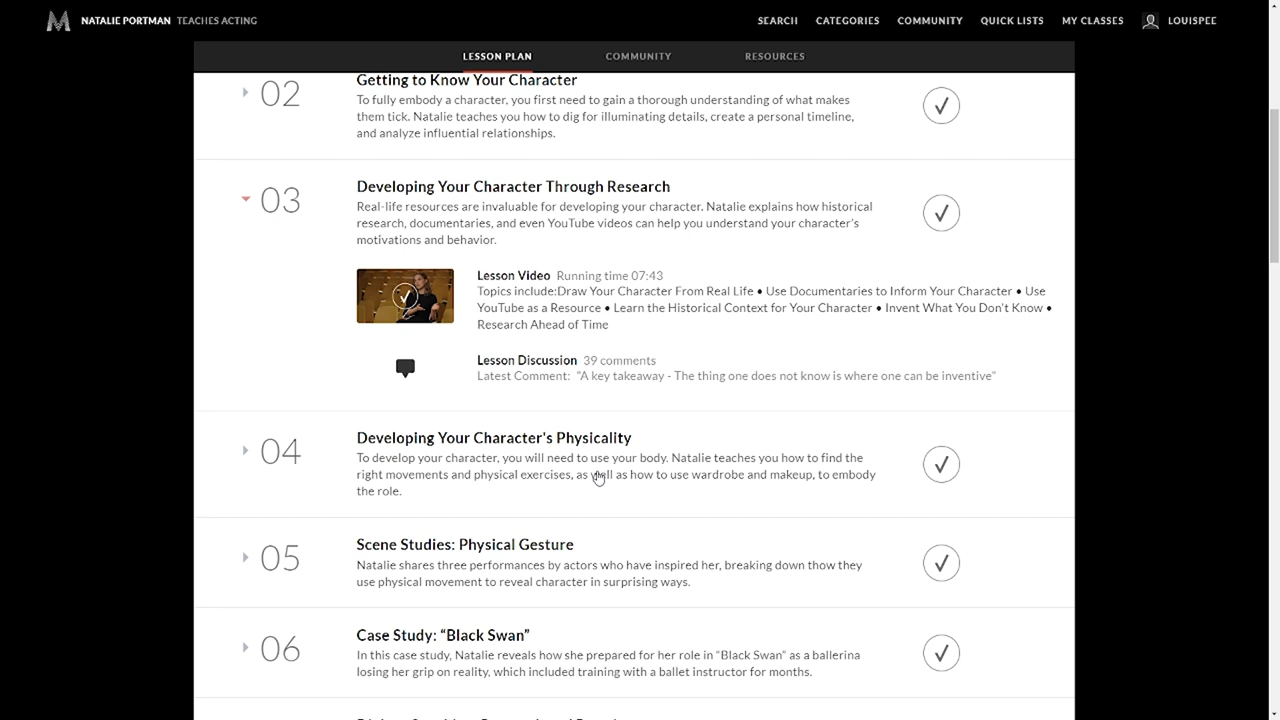 NATALIE PORTMAN TEACHES ACTING
SEARCH CATEGORIES COMMUNITY QUICK LISTS MY CLASSES LOUISPEE
LESSON PLAN COMMUNITY RESOURCES
02
Getting to Know Your Character
To fully embody a character, you first need to gain a thorough understanding of what makes
them tick. Natalie teaches you how to dig for illuminating details, create a personal timeline,
and analyze influential relationships.
03
Developing Your Character Through Research
Real-life resources are invaluable for developing your character. Natalie explains how historical
research, documentaries, and even YouTube videos can help you understand your character's
motivations and behavior.
Lesson Video Running time 07:43
Topics include:Draw Your Character From Real Life • Use Documentaries to Inform Your Character • Use
YouTube as a Resource • Learn the Historical Context for Your Character • Invent What You Don't Know •
Research Ahead of Time
Lesson Discussion 39 comments
Latest Comment: "A key takeaway - The thing one does not know is where one can be inventive"
04
Developing Your Character's Physicality
To develop your character, you will need to use your body. Natalie teaches you how to find the
right movements and physical exercises, as well as how to use wardrobe and makeup, to embody
the role.
05
Scene Studies: Physical Gesture
Natalie shares three performances by actors who have inspired her, breaking down thow they
use physical movement to reveal character in surprising ways.
06
Case Study: “Black Swan”
In this case study, Natalie reveals how she prepared for her role in “Black Swan” as a ballerina
losing her grip on reality, which included training with a ballet instructor for months.